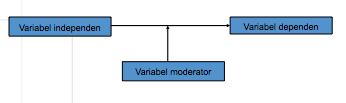 Variabel independen
Variabel dependen
Variabel moderator